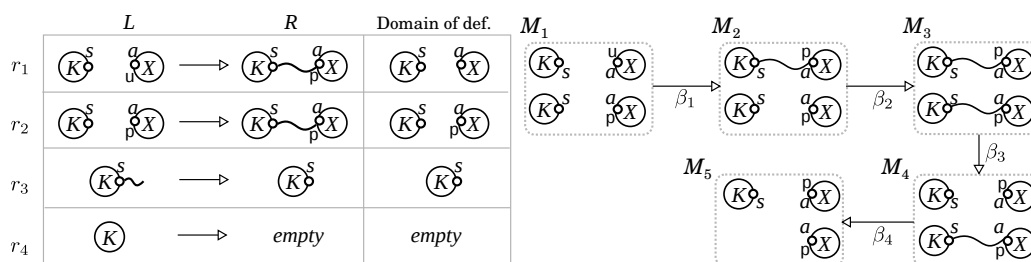 L R Domain of def.
r1 K s a X u K s a X p K s a X
r2 K s a X p K s a X p K s a X p
r3 K s K s K s
r4 K empty empty
M1 M2 M3
K s u a X K s p a X K s p a X
β1 β2
K s a p X K s a p X K s a p X
β3
M5 M4
K s p a X K s p a X
β4
a p X K s a p X